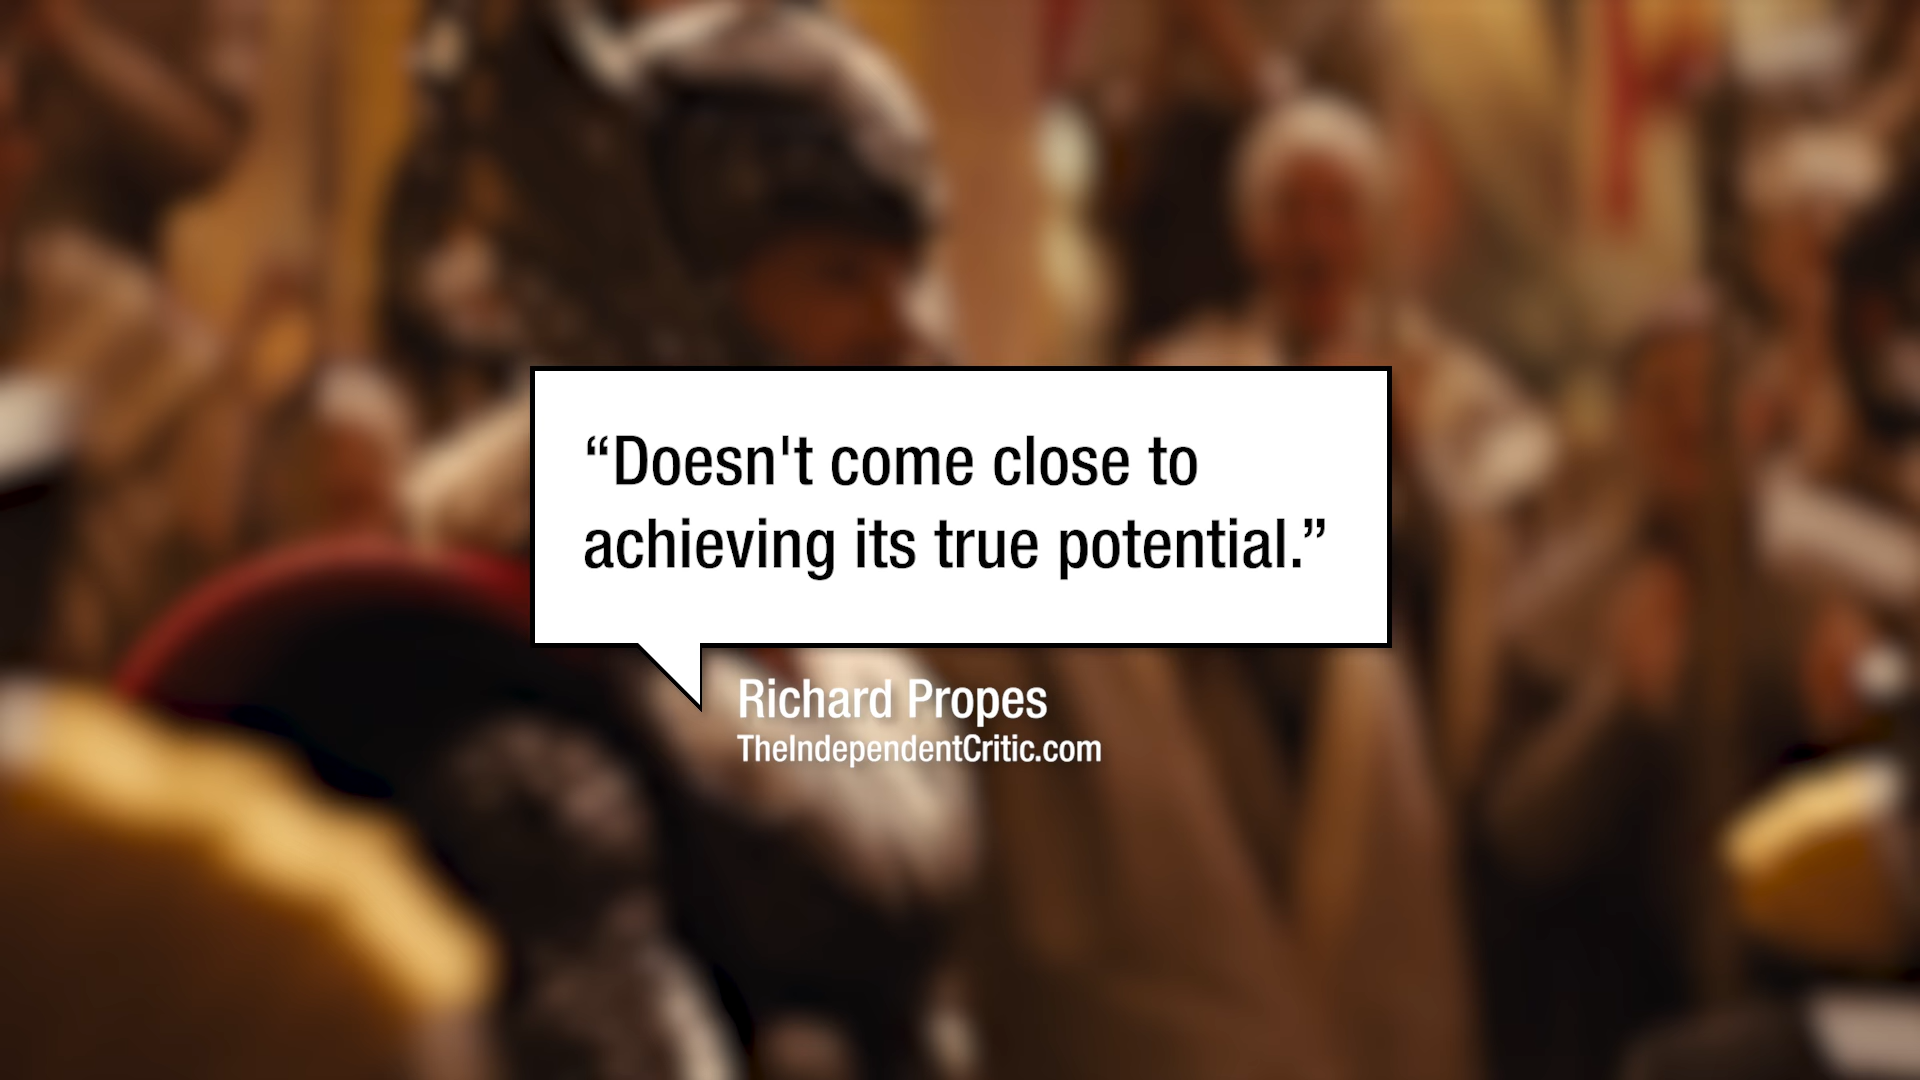 “Doesn't come close to
achieving its true potential.”
Richard Propes
TheIndependentCritic.com